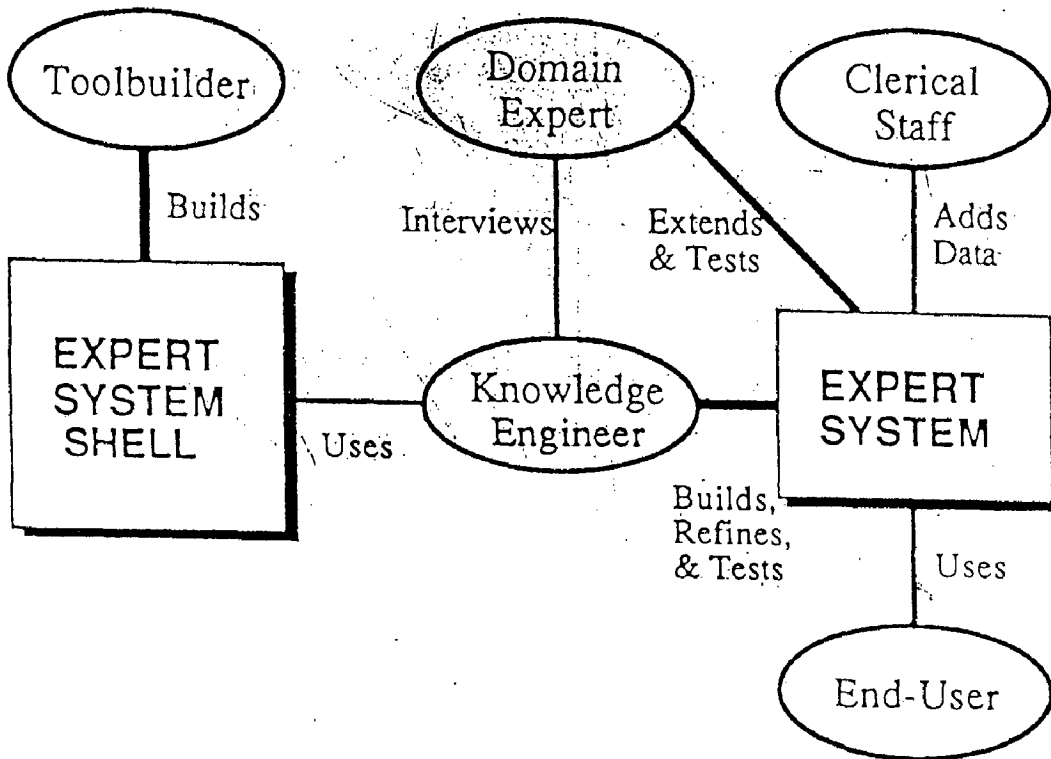 Toolbuilder
Domain
Expert
Clerical
Staff
Builds
Interviews
Extends
& Tests
Adds
Data
EXPERT
SYSTEM
SHELL
Uses
Knowledge
Engineer
EXPERT
SYSTEM
Builds,
Refines,
& Tests
Uses
End-User